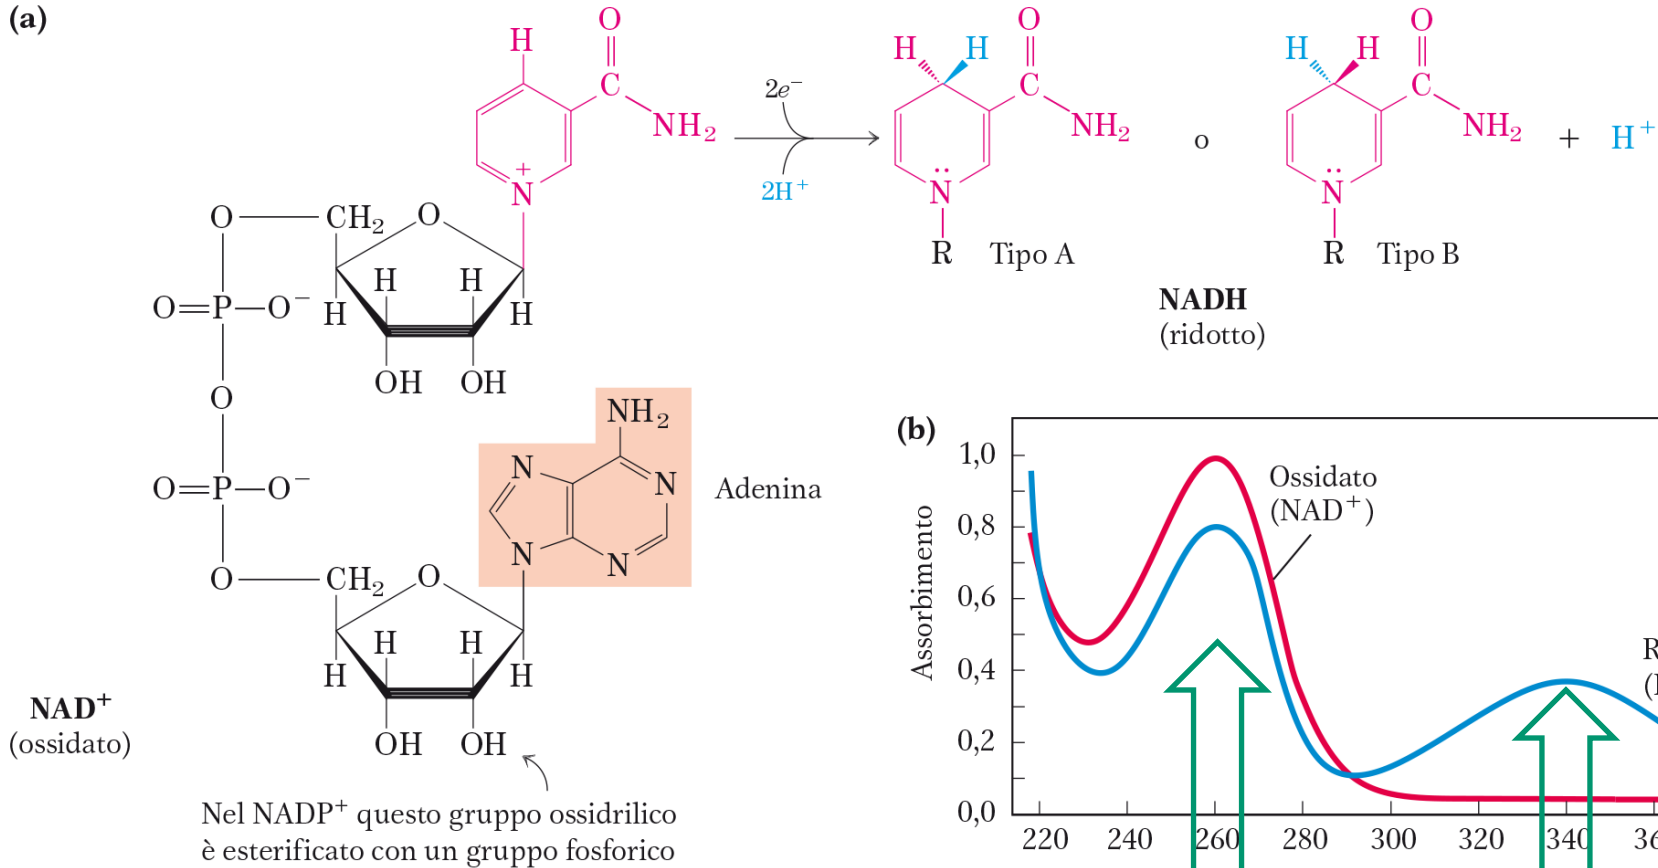 (a)
H
O
C
NH₂
N
+
2e⁻
2H⁺
H H
O
C
NH₂
N
R
Tipo A
o
H H
O
C
NH₂
N
R
Tipo B
+ H⁺
NADH
(ridotto)
O CH₂ O
O=P–O⁻
H H H H
OH OH
O
O=P–O⁻
NH₂
N
N
N
N
Adenina
O CH₂ O
H H H H
OH OH
NAD⁺
(ossidato)
Nel NADP⁺ questo gruppo ossidrilico
è esterificato con un gruppo fosforico
(b)
Assorbimento
1,0
0,8
0,6
0,4
0,2
0,0
Ossidato
(NAD⁺)
R
220 240 260 280 300 320 340